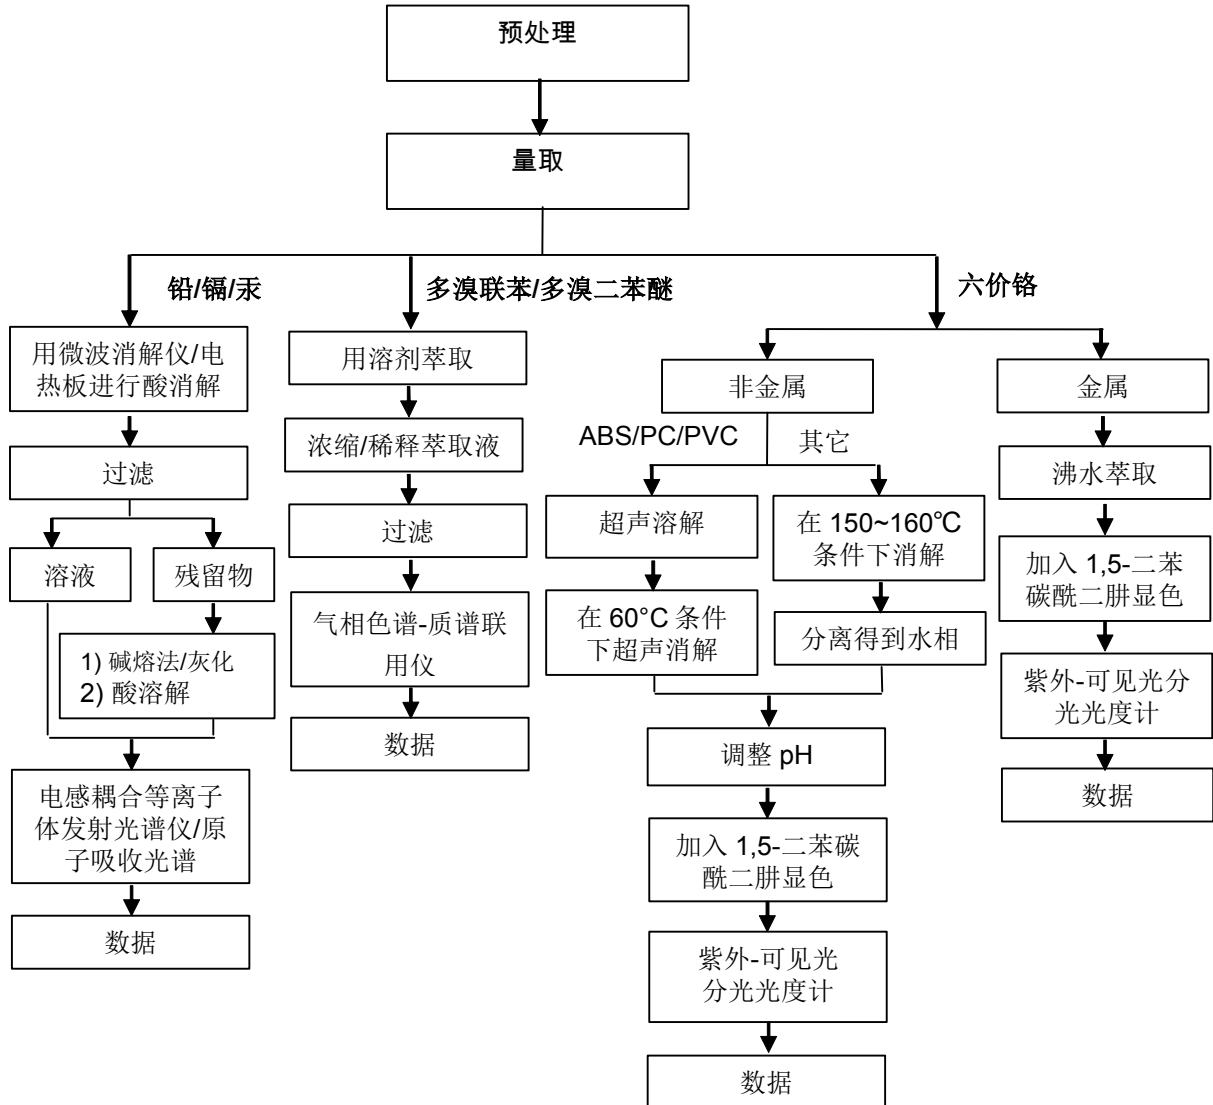 预处理
量取
铅/镉/汞
多溴联苯/多溴二苯醚
六价铬
用微波消解仪/电
热板进行酸消解
过滤
溶液
残留物
1) 碱熔法/灰化
2) 酸溶解
电感耦合等离子
体发射光谱仪/原
子吸收光谱
数据
用溶剂萃取
浓缩/稀释萃取液
过滤
气相色谱-质谱联
用仪
数据
非金属
ABS/PC/PVC
其它
超声溶解
在 60°C 条件
下超声消解
在 150~160℃
条件下消解
分离得到水相
调整 pH
加入 1,5-二苯碳
酰二肼显色
紫外-可见光
分光光度计
数据
金属
沸水萃取
加入 1,5-二苯
碳酰二肼显色
紫外-可见光分
光光度计
数据